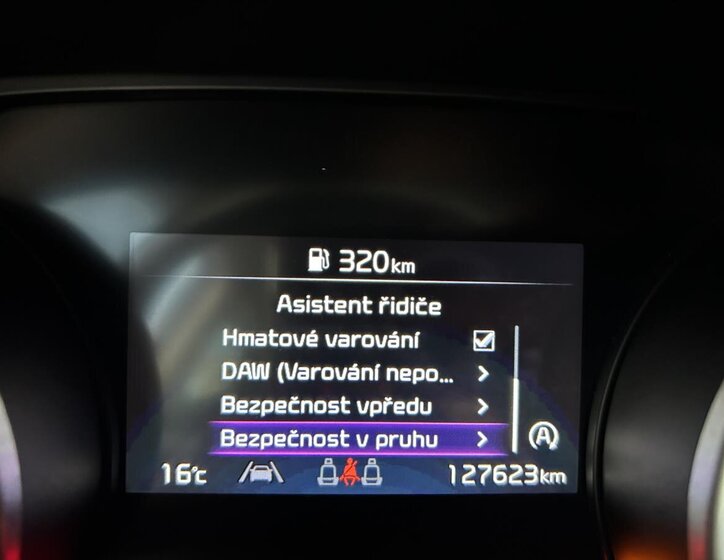 320km
Asistent řidiče
Hmatové varování
DAW (Varování nepo...
Bezpečnost vpředu
Bezpečnost v pruhu
A
16°c 127623km